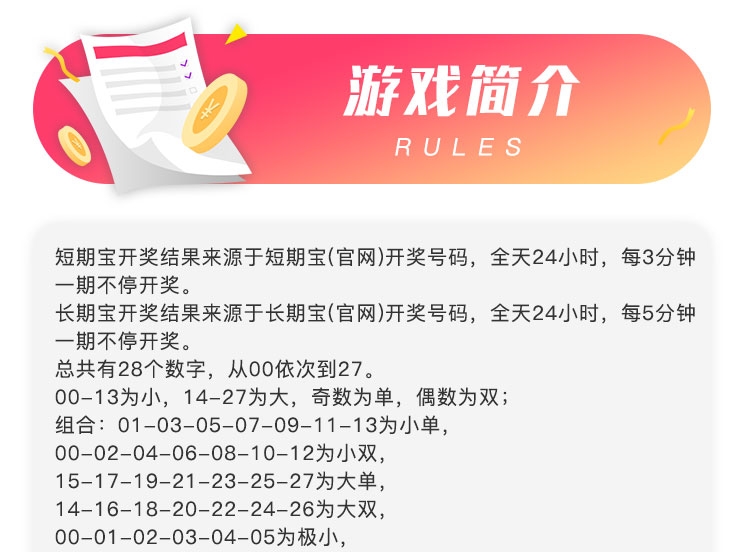 游戏简介
RULES
短期宝开奖结果来源于短期宝(官网)开奖号码，全天24小时，每3分钟
一期不停开奖。
长期宝开奖结果来源于长期宝(官网)开奖号码，全天24小时，每5分钟
一期不停开奖。
总共有28个数字，从00依次到27。
00-13为小，14-27为大，奇数为单，偶数为双；
组合：01-03-05-07-09-11-13为小单，
00-02-04-06-08-10-12为小双，
15-17-19-21-23-25-27为大单，
14-16-18-20-22-24-26为大双，
00-01-02-03-04-05为极小，